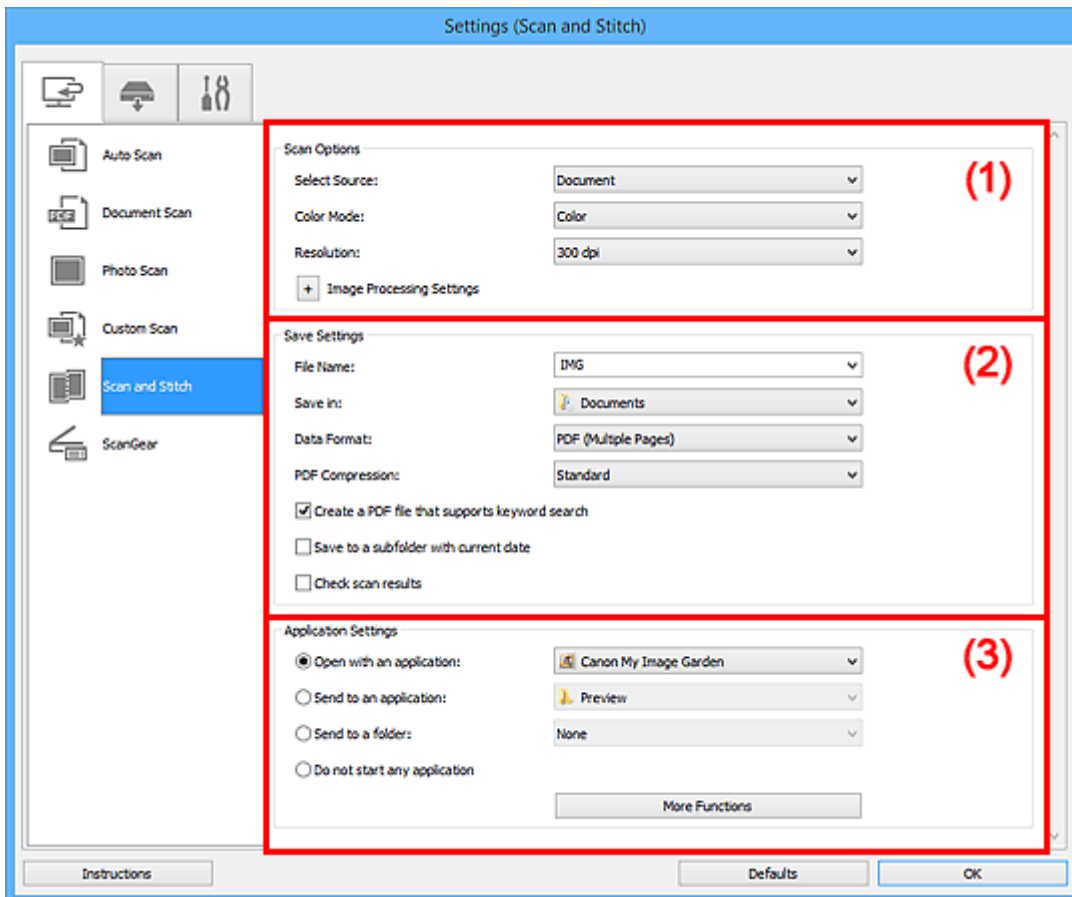 Settings (Scan and Stitch)
Auto Scan
Document Scan
Photo Scan
Custom Scan
Scan and Stitch
ScanGear
(1)
Scan Options
Select Source: Document
Color Mode: Color
Resolution: 300 dpi
+ Image Processing Settings
(2)
Save Settings
File Name: IMG
Save in: Documents
Data Format: PDF (Multiple Pages)
PDF Compression: Standard
Create a PDF file that supports keyword search
Save to a subfolder with current date
Check scan results
(3)
Application Settings
Open with an application: Canon My Image Garden
Send to an application: Preview
Send to a folder: None
Do not start any application
More Functions
Instructions Defaults OK